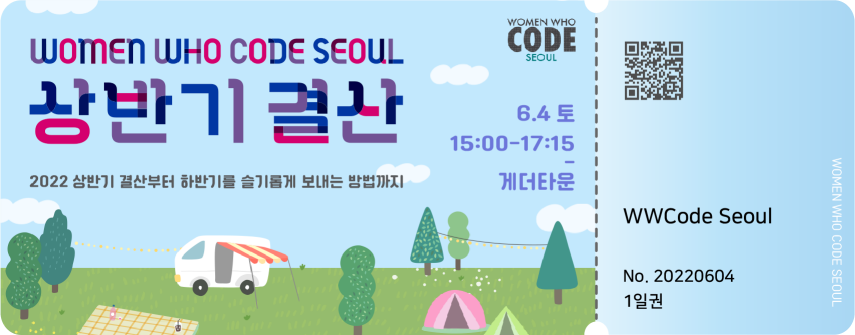 WOMEN WHO CODE SEOUL
상반기 결산
2022 상반기 결산부터 하반기를 슬기롭게 보내는 방법까지
WOMEN WHO
CODE
SEOUL
6.4 토
15:00-17:15
–
게더타운
WWCode Seoul
No. 20220604
1일권
WOMEN WHO CODE SEOUL